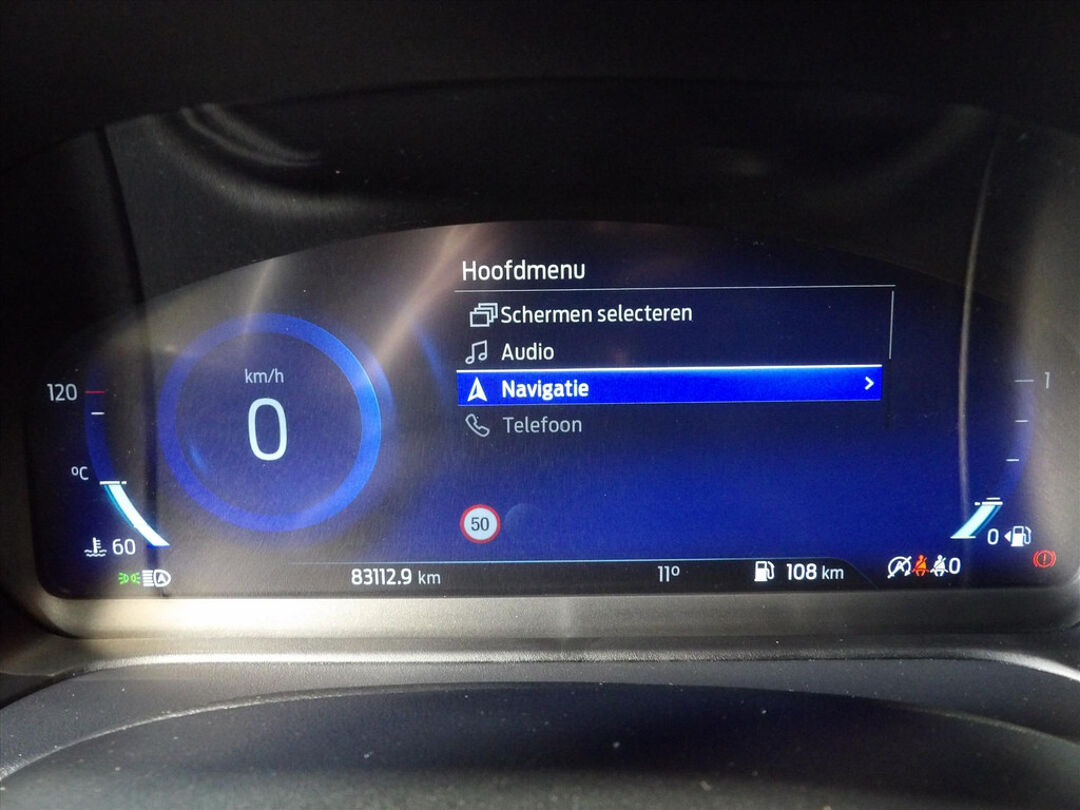 Hoofdmenu
Schermen selecteren
Audio
Navigatie
Telefoon
km/h
0
120
°C
60
50
1
0
83112.9 km
11°
108 km
0